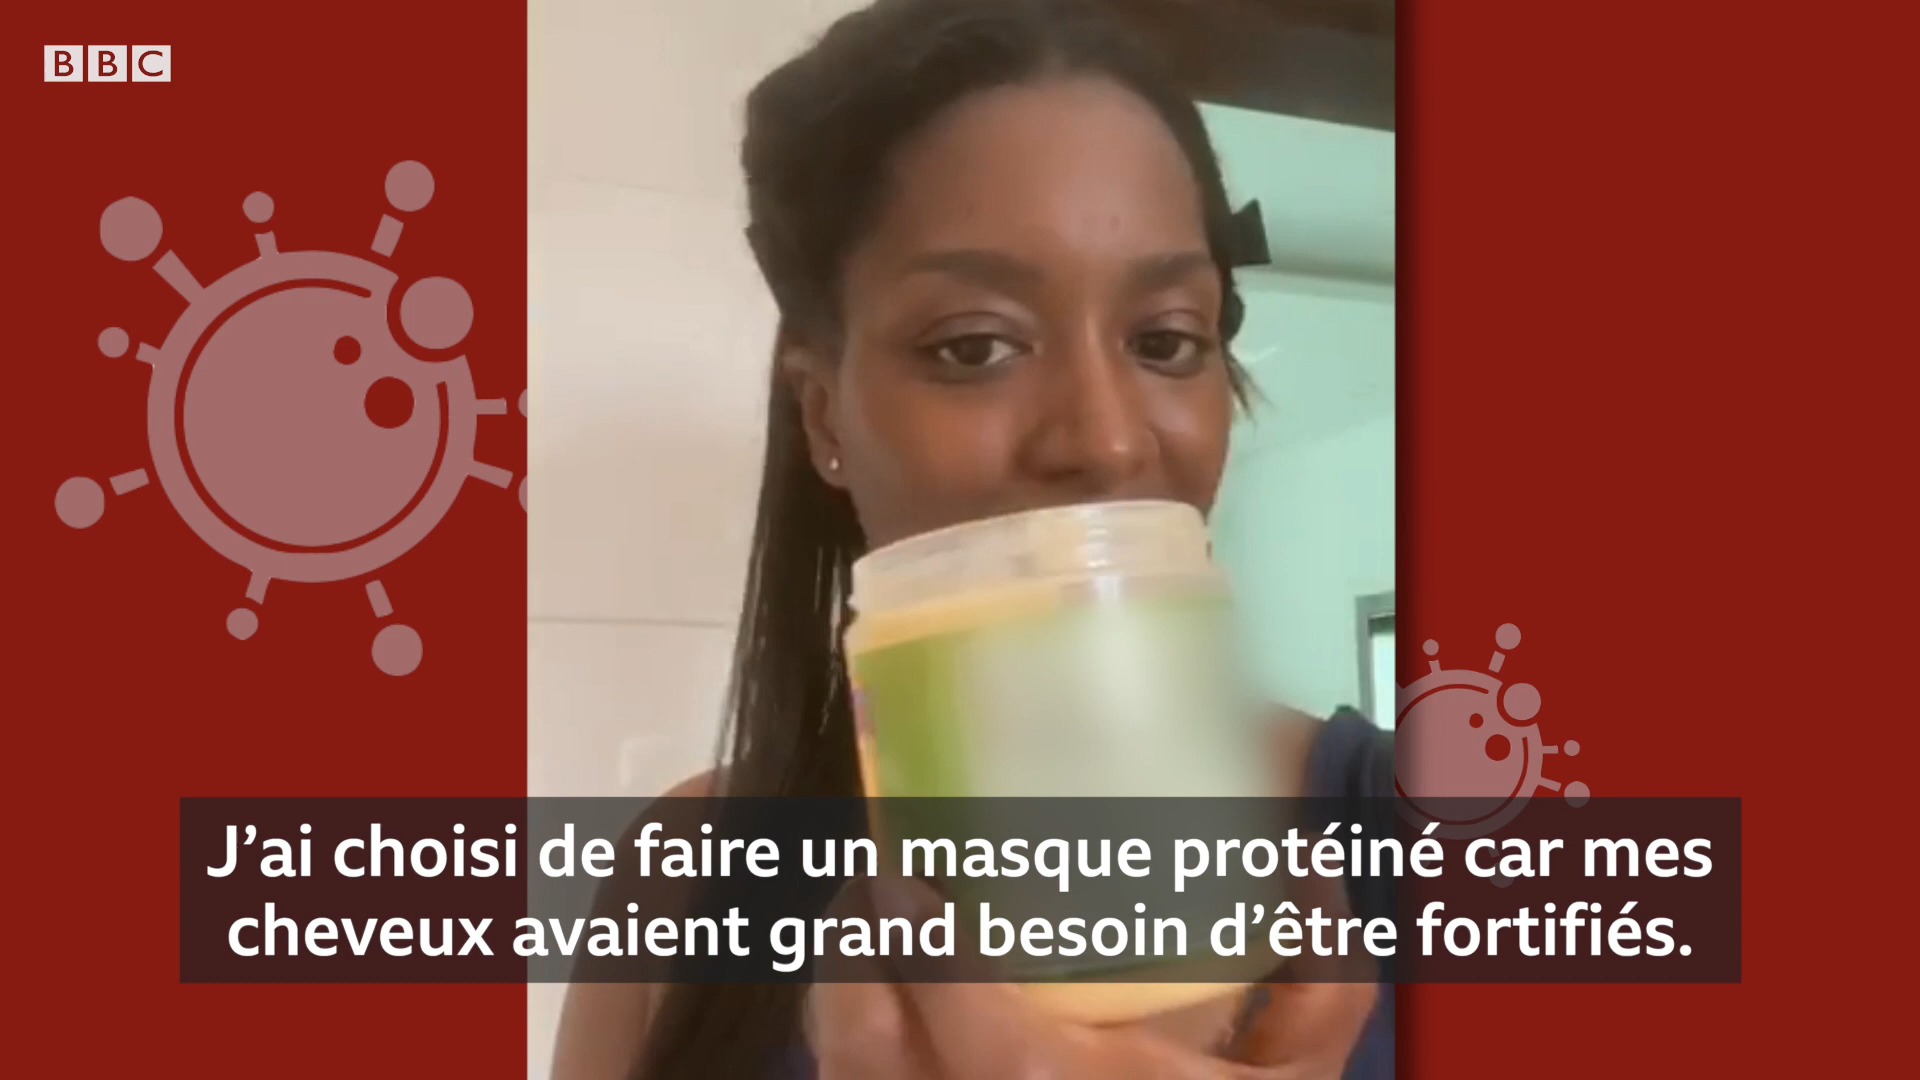 BBC
J’ai choisi de faire un masque protéiné car mes
cheveux avaient grand besoin d’être fortifiés.